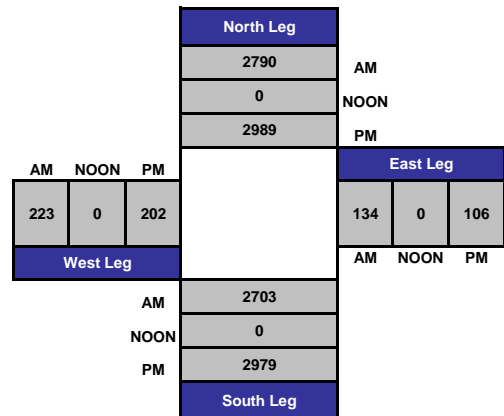 North Leg
2790 AM
0 NOON
2989 PM
East Leg
AM NOON PM
223 0 202
134 0 106
West Leg
AM NOON PM
AM 2703
NOON 0
PM 2979
South Leg